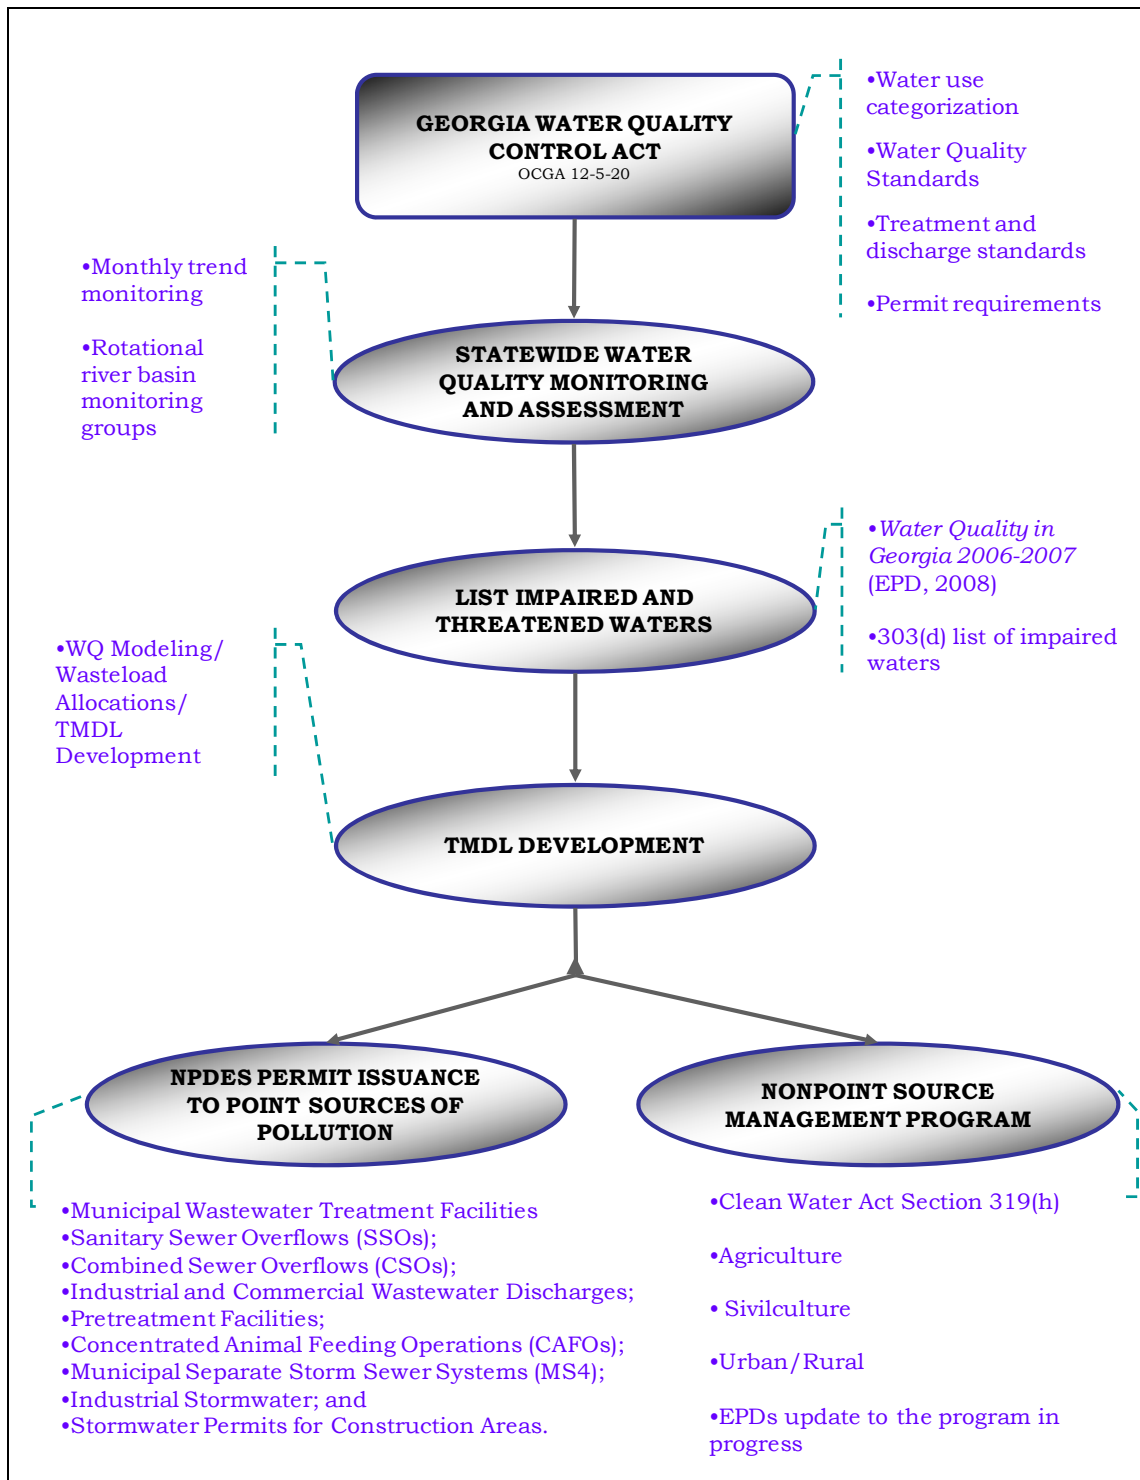 GEORGIA WATER QUALITY
CONTROL ACT
OCGA 12-5-20
•Water use
categorization
•Water Quality
Standards
•Treatment and
discharge standards
•Permit requirements
•Monthly trend
monitoring
•Rotational
river basin
monitoring
groups
STATEWIDE WATER
QUALITY MONITORING
AND ASSESSMENT
•Water Quality in
Georgia 2006-2007
(EPD, 2008)
•303(d) list of impaired
waters
LIST IMPAIRED AND
THREATENED WATERS
•WQ Modeling/
Wasteload
Allocations/
TMDL
Development
TMDL DEVELOPMENT
NPDES PERMIT ISSUANCE
TO POINT SOURCES OF
POLLUTION
•Municipal Wastewater Treatment Facilities
•Sanitary Sewer Overflows (SSOs);
•Combined Sewer Overflows (CSOs);
•Industrial and Commercial Wastewater Discharges;
•Pretreatment Facilities;
•Concentrated Animal Feeding Operations (CAFOs);
•Municipal Separate Storm Sewer Systems (MS4);
•Industrial Stormwater; and
•Stormwater Permits for Construction Areas.
NONPOINT SOURCE
MANAGEMENT PROGRAM
•Clean Water Act Section 319(h)
•Agriculture
• Sivilculture
•Urban/Rural
•EPDs update to the program in
progress